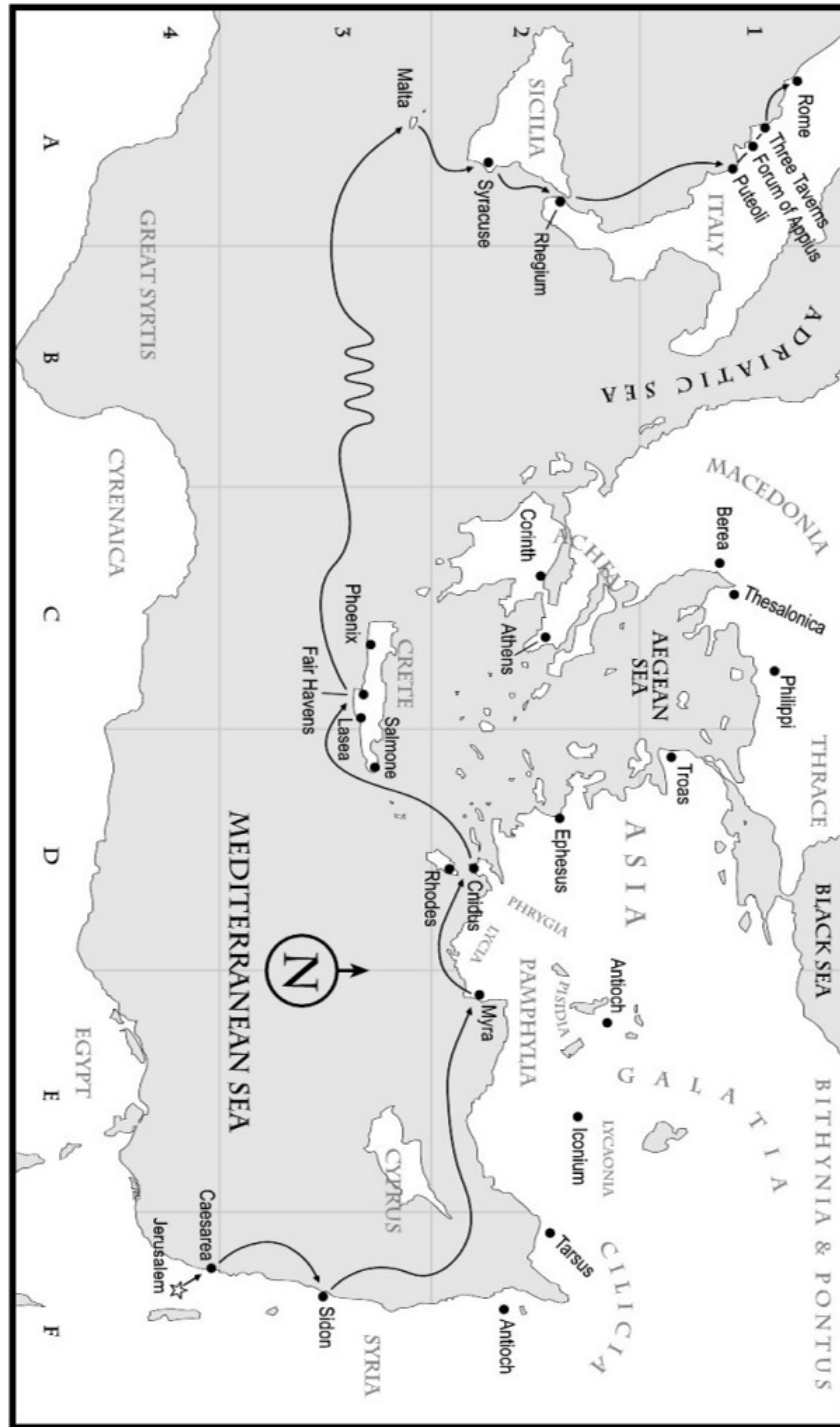 1
2
3
4
A
B
C
D
E
F
Rome
Three Taverns
Forum of Appius
Puteoli
ITALY
SICILIA
Rhegium
Syracuse
Malta
ADRIATIC SEA
GREAT SYRTIS
CYRENAICA
MACEDONIA
Berea
Thesalonica
Philippi
THRACE
ACHEA
Corinth
Athens
AEGEAN
SEA
CRETE
Phoenix
Fair Havens
Lasea
Salmone
Troas
ASIA
Ephesus
BLACK SEA
Cnidus
Rhodes
PHRYGIA
LYCIA
MEDITERRANEAN SEA
N
Antioch
PISIDIA
PAMPHYLIA
Myra
GALATIA
BITHYNIA & PONTUS
LYCAONIA
Iconium
EGYPT
CYPRUS
CILICIA
Tarsus
Antioch
SYRIA
Sidon
Caesarea
Jerusalem